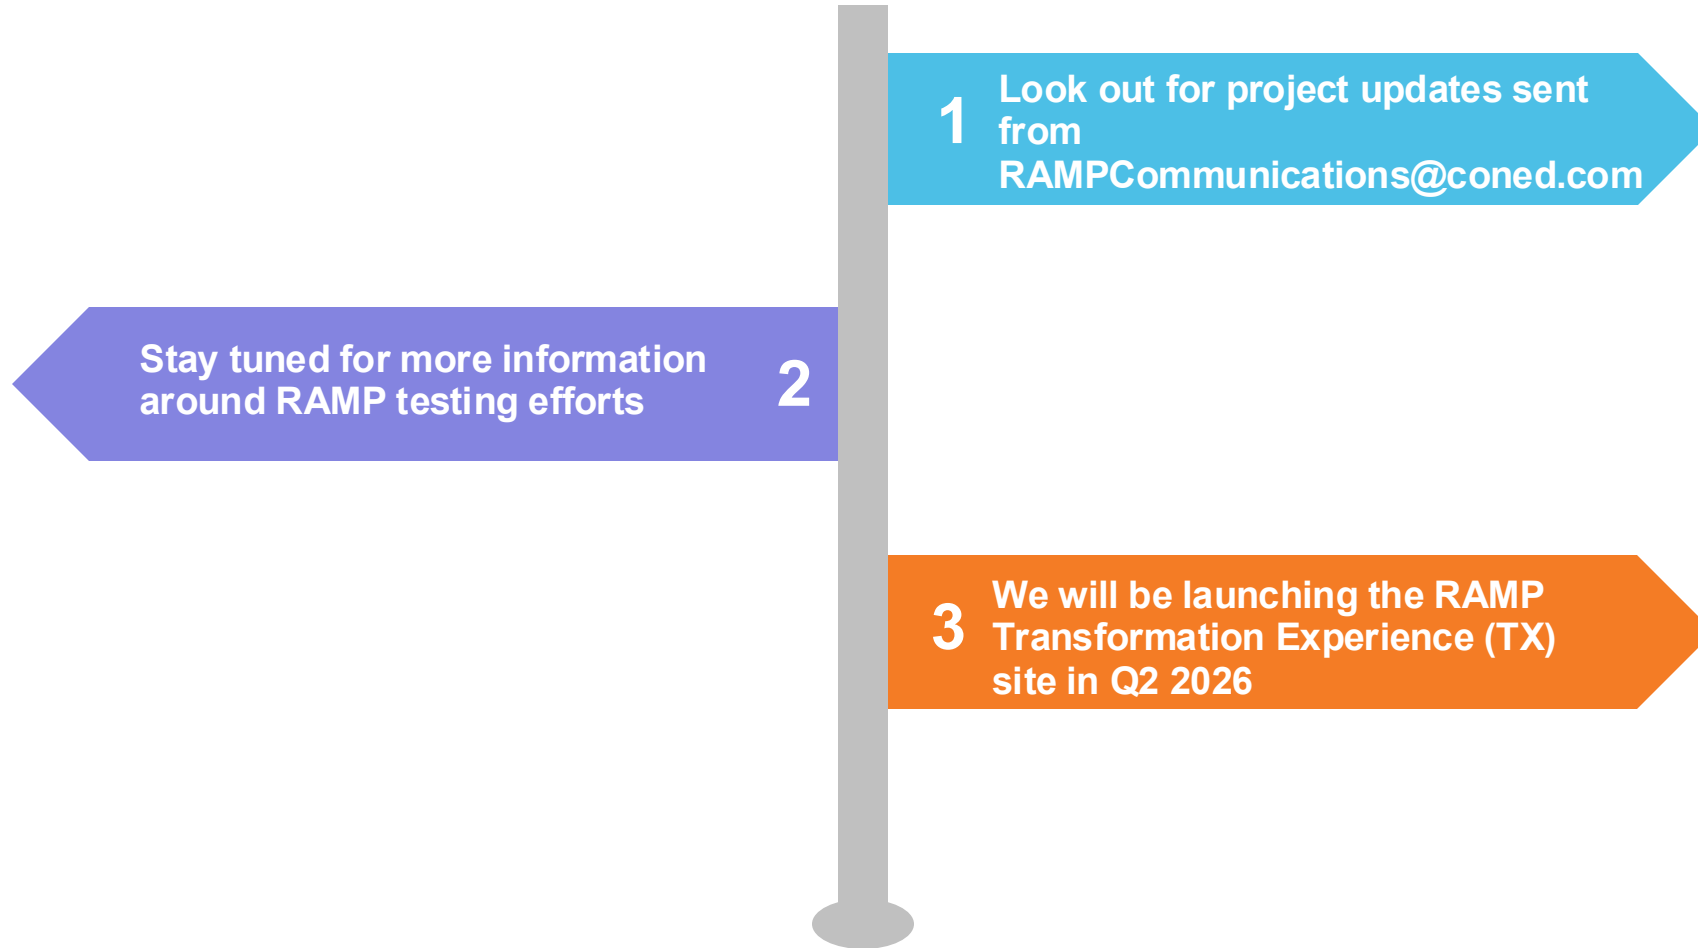 1
Look out for project updates sent
from
RAMPCommunications@coned.com
Stay tuned for more information
around RAMP testing efforts
2
3
We will be launching the RAMP
Transformation Experience (TX)
site in Q2 2026